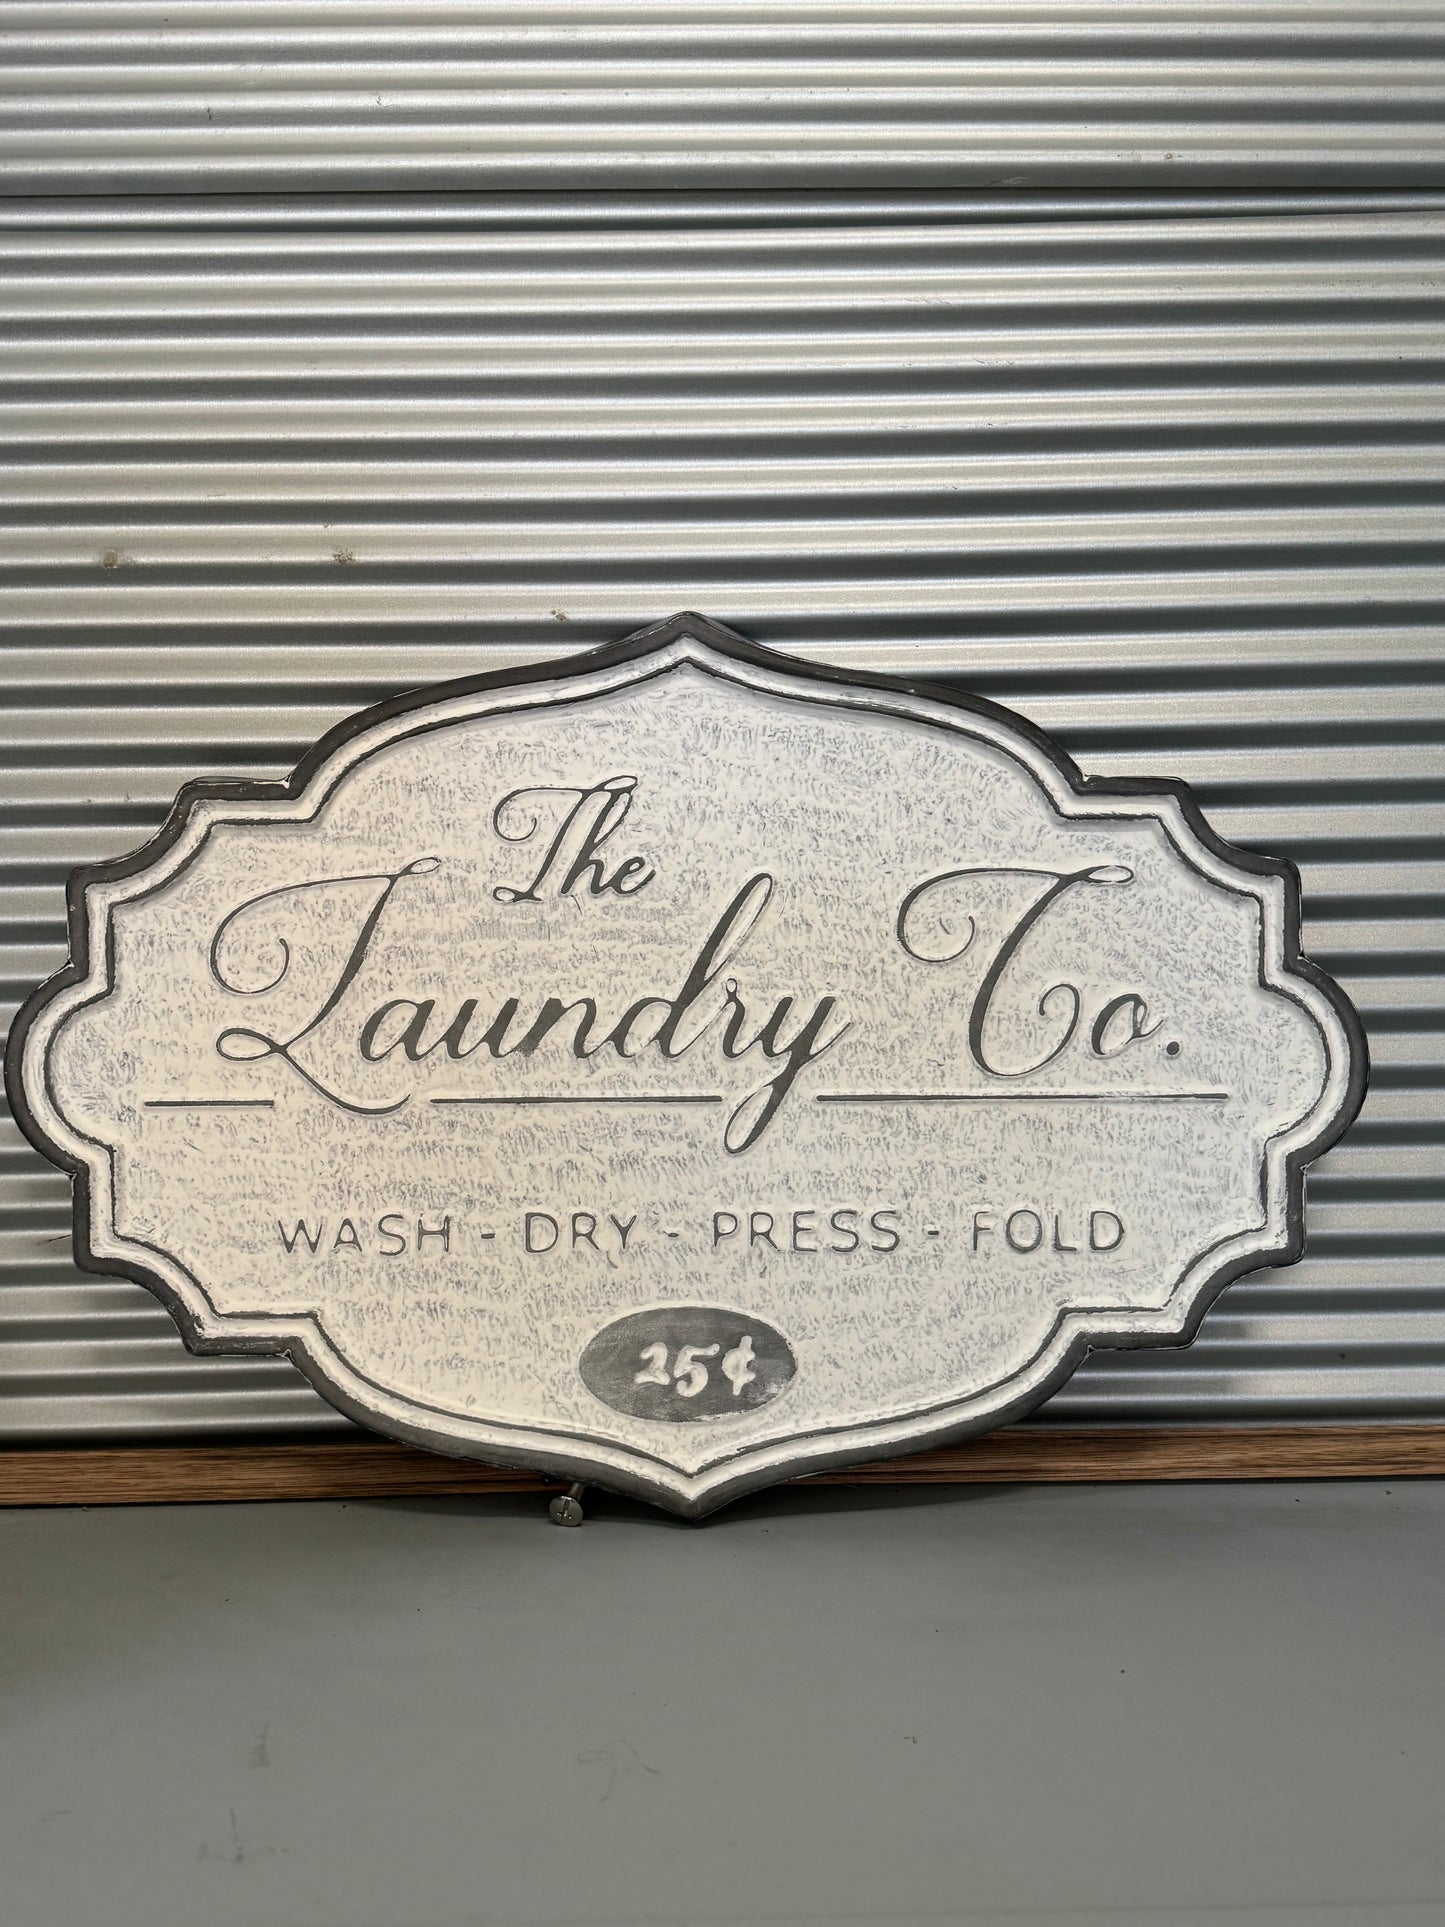 The
Laundry Co.
WASH - DRY - PRESS - FOLD
25¢